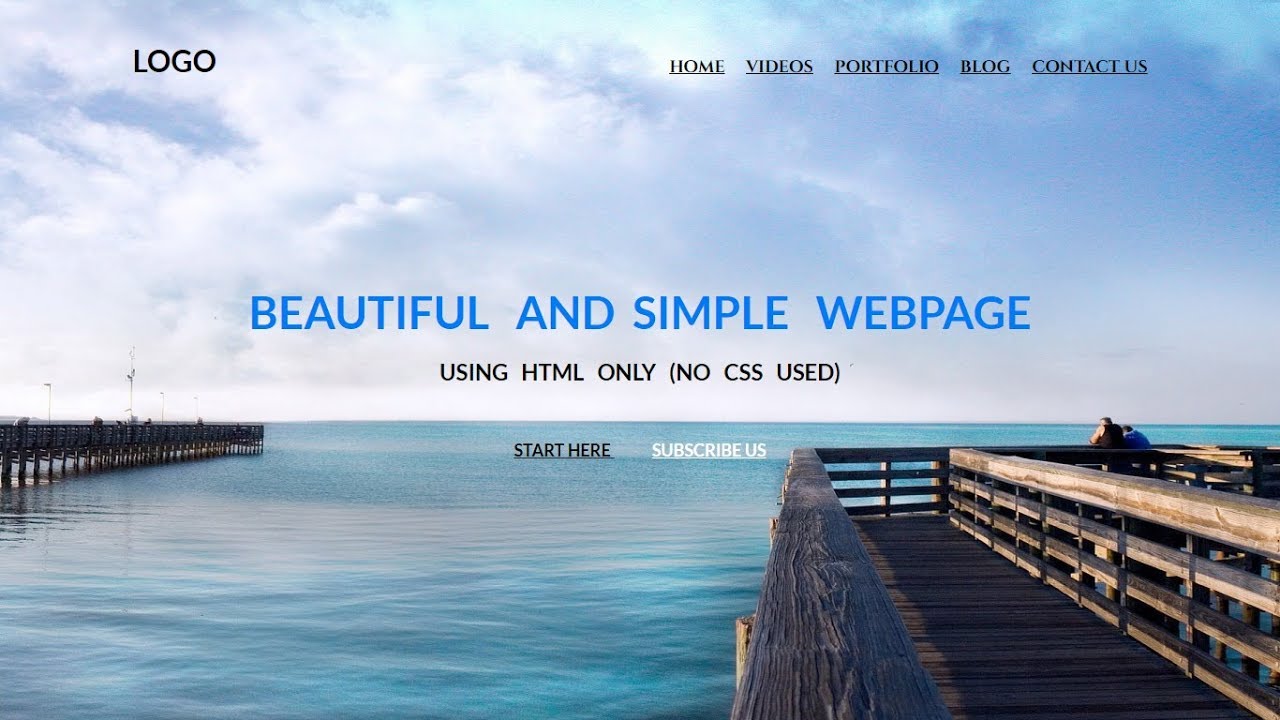 LOGO
HOME VIDEOS PORTFOLIO BLOG CONTACT US
BEAUTIFUL AND SIMPLE WEBPAGE
USING HTML ONLY (NO CSS USED)
START HERE SUBSCRIBE US